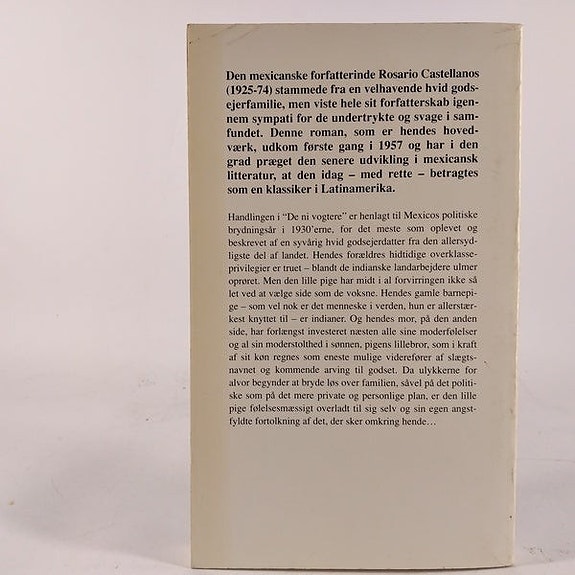 Den mexicanske forfatterinde Rosario Castellanos
(1925-74) stammede fra en velhavende hvid gods-
ejerfamilie, men viste hele sit forfatterskab igen-
nem sympati for de undertrykte og svage i sam-
fundet. Denne roman, som er hendes hoved-
værk, udkom første gang i 1957 og har i den
grad præget den senere udvikling i mexicansk
litteratur, at den idag – med rette – betragtes
som en klassiker i Latinamerika.
Handlingen i “De ni vogtere” er henlagt til Mexicos politiske
brydningsår i 1930’erne, for det meste som oplevet og
beskrevet af en syvårig hvid godsejerdatter fra den allersyd-
ligste del af landet. Hendes forældres hidtidige overklasse-
privilegier er truet – blandt de indianske landarbejdere ulmer
oprøret. Men den lille pige har midt i al forvirringen ikke så
let ved at vælge side som de voksne. Hendes gamle barnepi-
ge – som vel nok er det menneske i verden, hun er allerstær-
kest knyttet til – er indianer. Og hendes mor, på den anden
side, har forlængst investeret næsten alle sine moderfølelser
og al sin moderstolthed i sønnen, pigens lillebror, som i kraft
af sit køn regnes som eneste mulige viderefører af slægts-
navnet og kommende arving til godset. Da ulykkerne for
alvor begynder at bryde løs over familien, såvel på det politi-
ske som på det mere private og personlige plan, er den lille
pige følelsesmæssigt overladt til sig selv og sin egen angst-
fyldte fortolkning af det, der sker omkring hende…